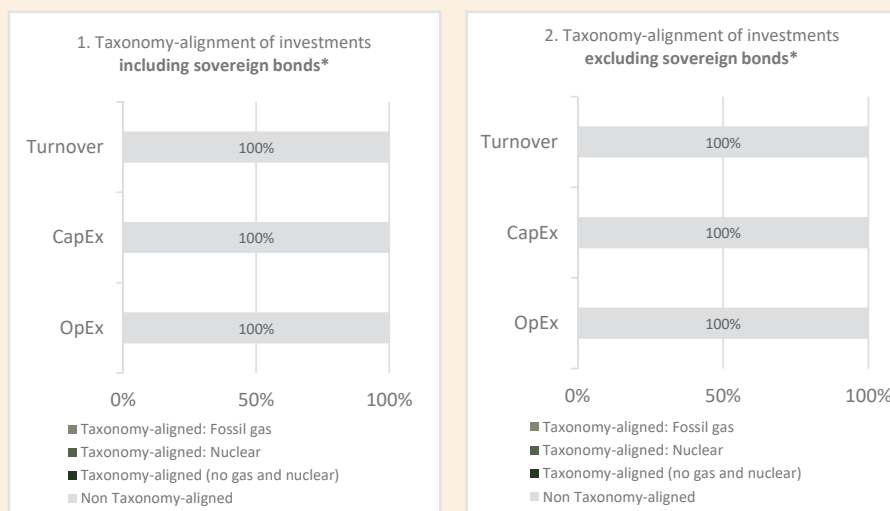 1. Taxonomy-alignment of investments
including sovereign bonds*
Turnover
100%
CapEx
100%
OpEx
100%
0%
50%
100%
Taxonomy-aligned: Fossil gas
Taxonomy-aligned: Nuclear
Taxonomy-aligned (no gas and nuclear)
Non Taxonomy-aligned
2. Taxonomy-alignment of investments
excluding sovereign bonds*
Turnover
100%
CapEx
100%
OpEx
100%
0%
50%
100%
Taxonomy-aligned: Fossil gas
Taxonomy-aligned: Nuclear
Taxonomy-aligned (no gas and nuclear)
Non Taxonomy-aligned